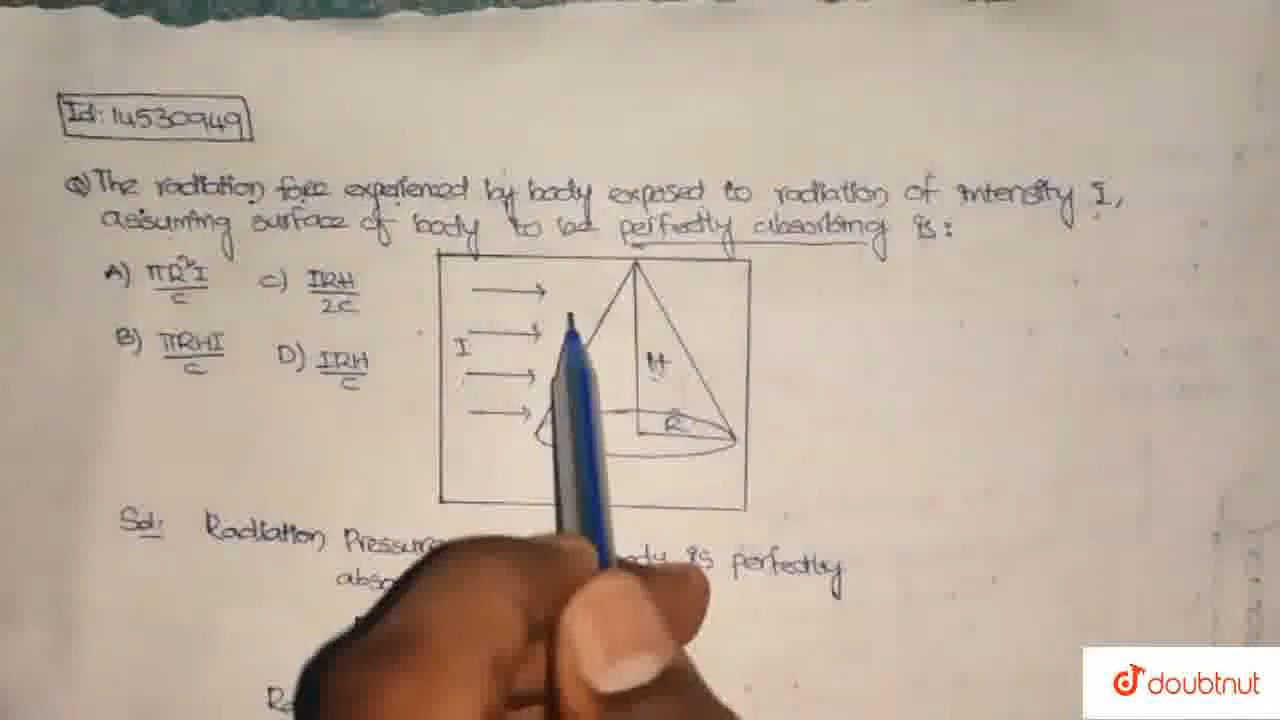 Id: 14530949
Q) The radiation force experienced by body exposed to radiation of intensity I,
assuming surface of body to be perfectly absorbing is:
A) πR²I/c C) IRH/2c
B) πRHI/c D) IRH/c
I
H
R
Sol: Radiation Pressure is perfectly
doubtnut